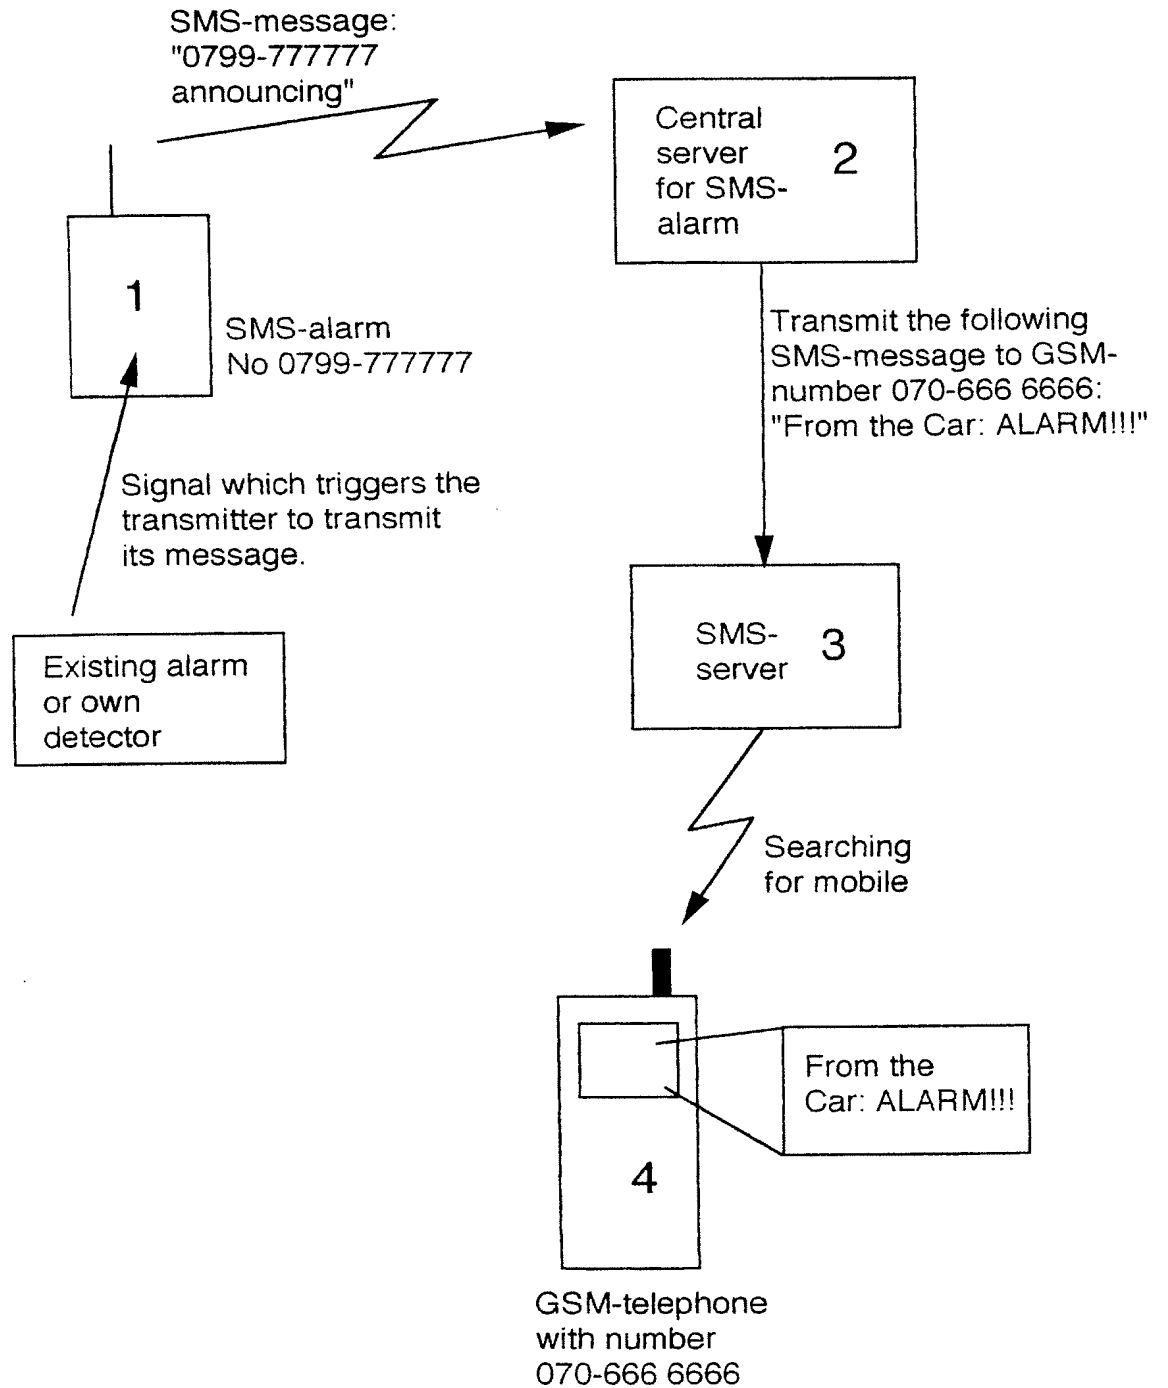 SMS-message:
"0799-777777
announcing"
Central
server
for SMS-
alarm
2
1
SMS-alarm
No 0799-777777
Transmit the following
SMS-message to GSM-
number 070-666 6666:
"From the Car: ALARM!!!"
Signal which triggers the
transmitter to transmit
its message.
Existing alarm
or own
detector
SMS-
server
3
Searching
for mobile
From the
Car: ALARM!!!
4
GSM-telephone
with number
070-666 6666